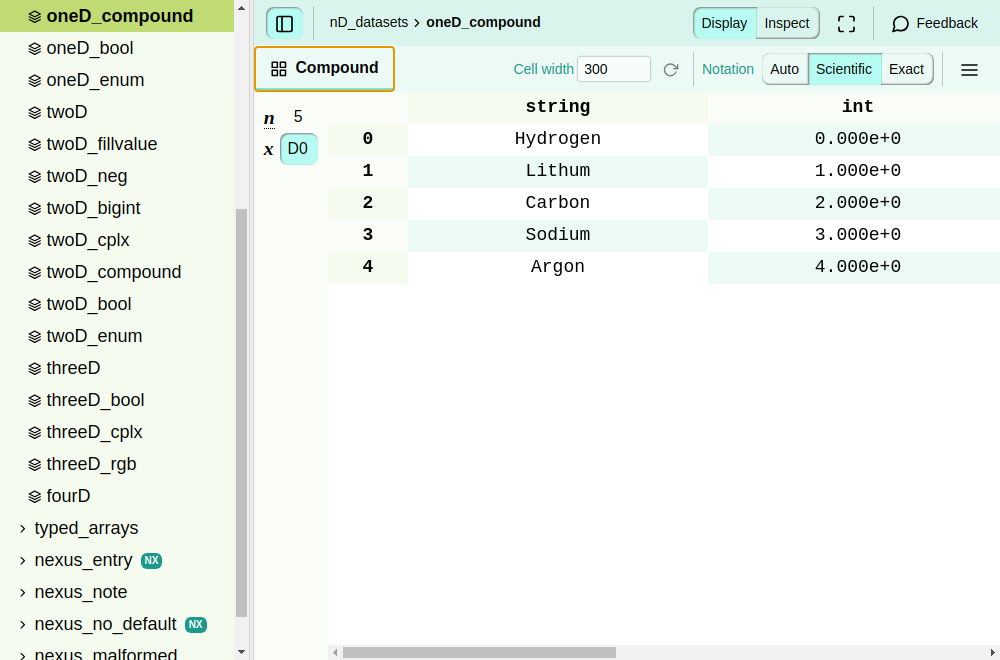 oneD_compound
oneD_bool
oneD_enum
twoD
twoD_fillvalue
twoD_neg
twoD_bigint
twoD_cplx
twoD_compound
twoD_bool
twoD_enum
threeD
threeD_bool
threeD_cplx
threeD_rgb
fourD
typed_arrays
nexus_entry NX
nexus_note
nexus_no_default NX
nexus_malformed
nD_datasets > oneD_compound
Display Inspect
Feedback
Compound
Cell width 300
Notation Auto Scientific Exact
n 5
x D0
string int
0 Hydrogen 0.000e+0
1 Lithum 1.000e+0
2 Carbon 2.000e+0
3 Sodium 3.000e+0
4 Argon 4.000e+0